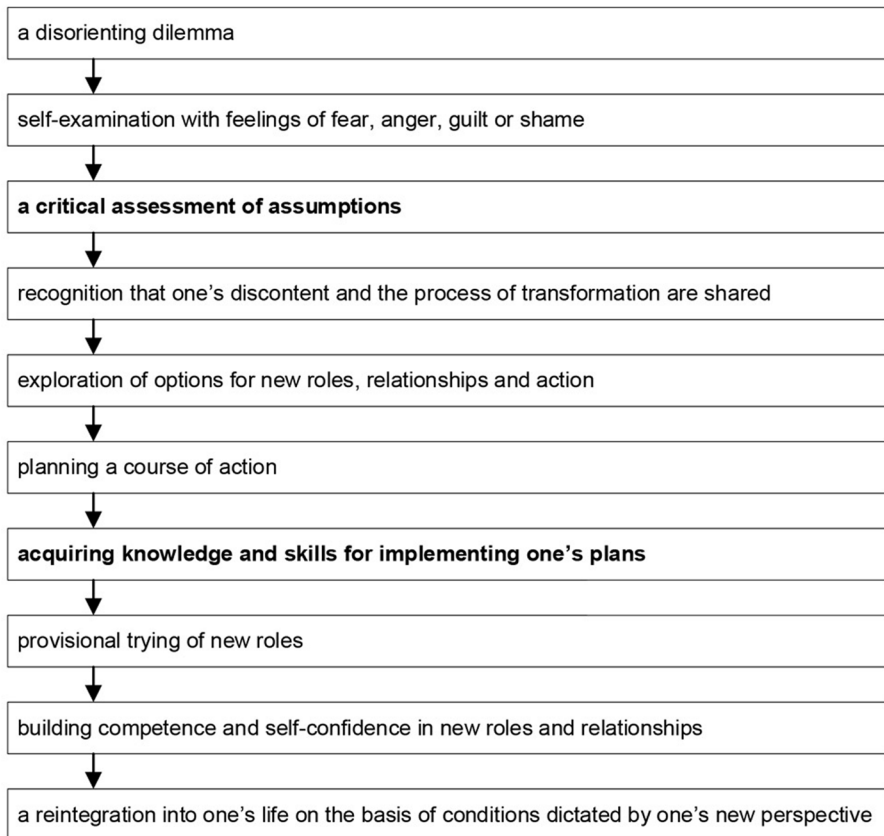 a disorienting dilemma
self-examination with feelings of fear, anger, guilt or shame
a critical assessment of assumptions
recognition that one’s discontent and the process of transformation are shared
exploration of options for new roles, relationships and action
planning a course of action
acquiring knowledge and skills for implementing one’s plans
provisional trying of new roles
building competence and self-confidence in new roles and relationships
a reintegration into one’s life on the basis of conditions dictated by one’s new perspective